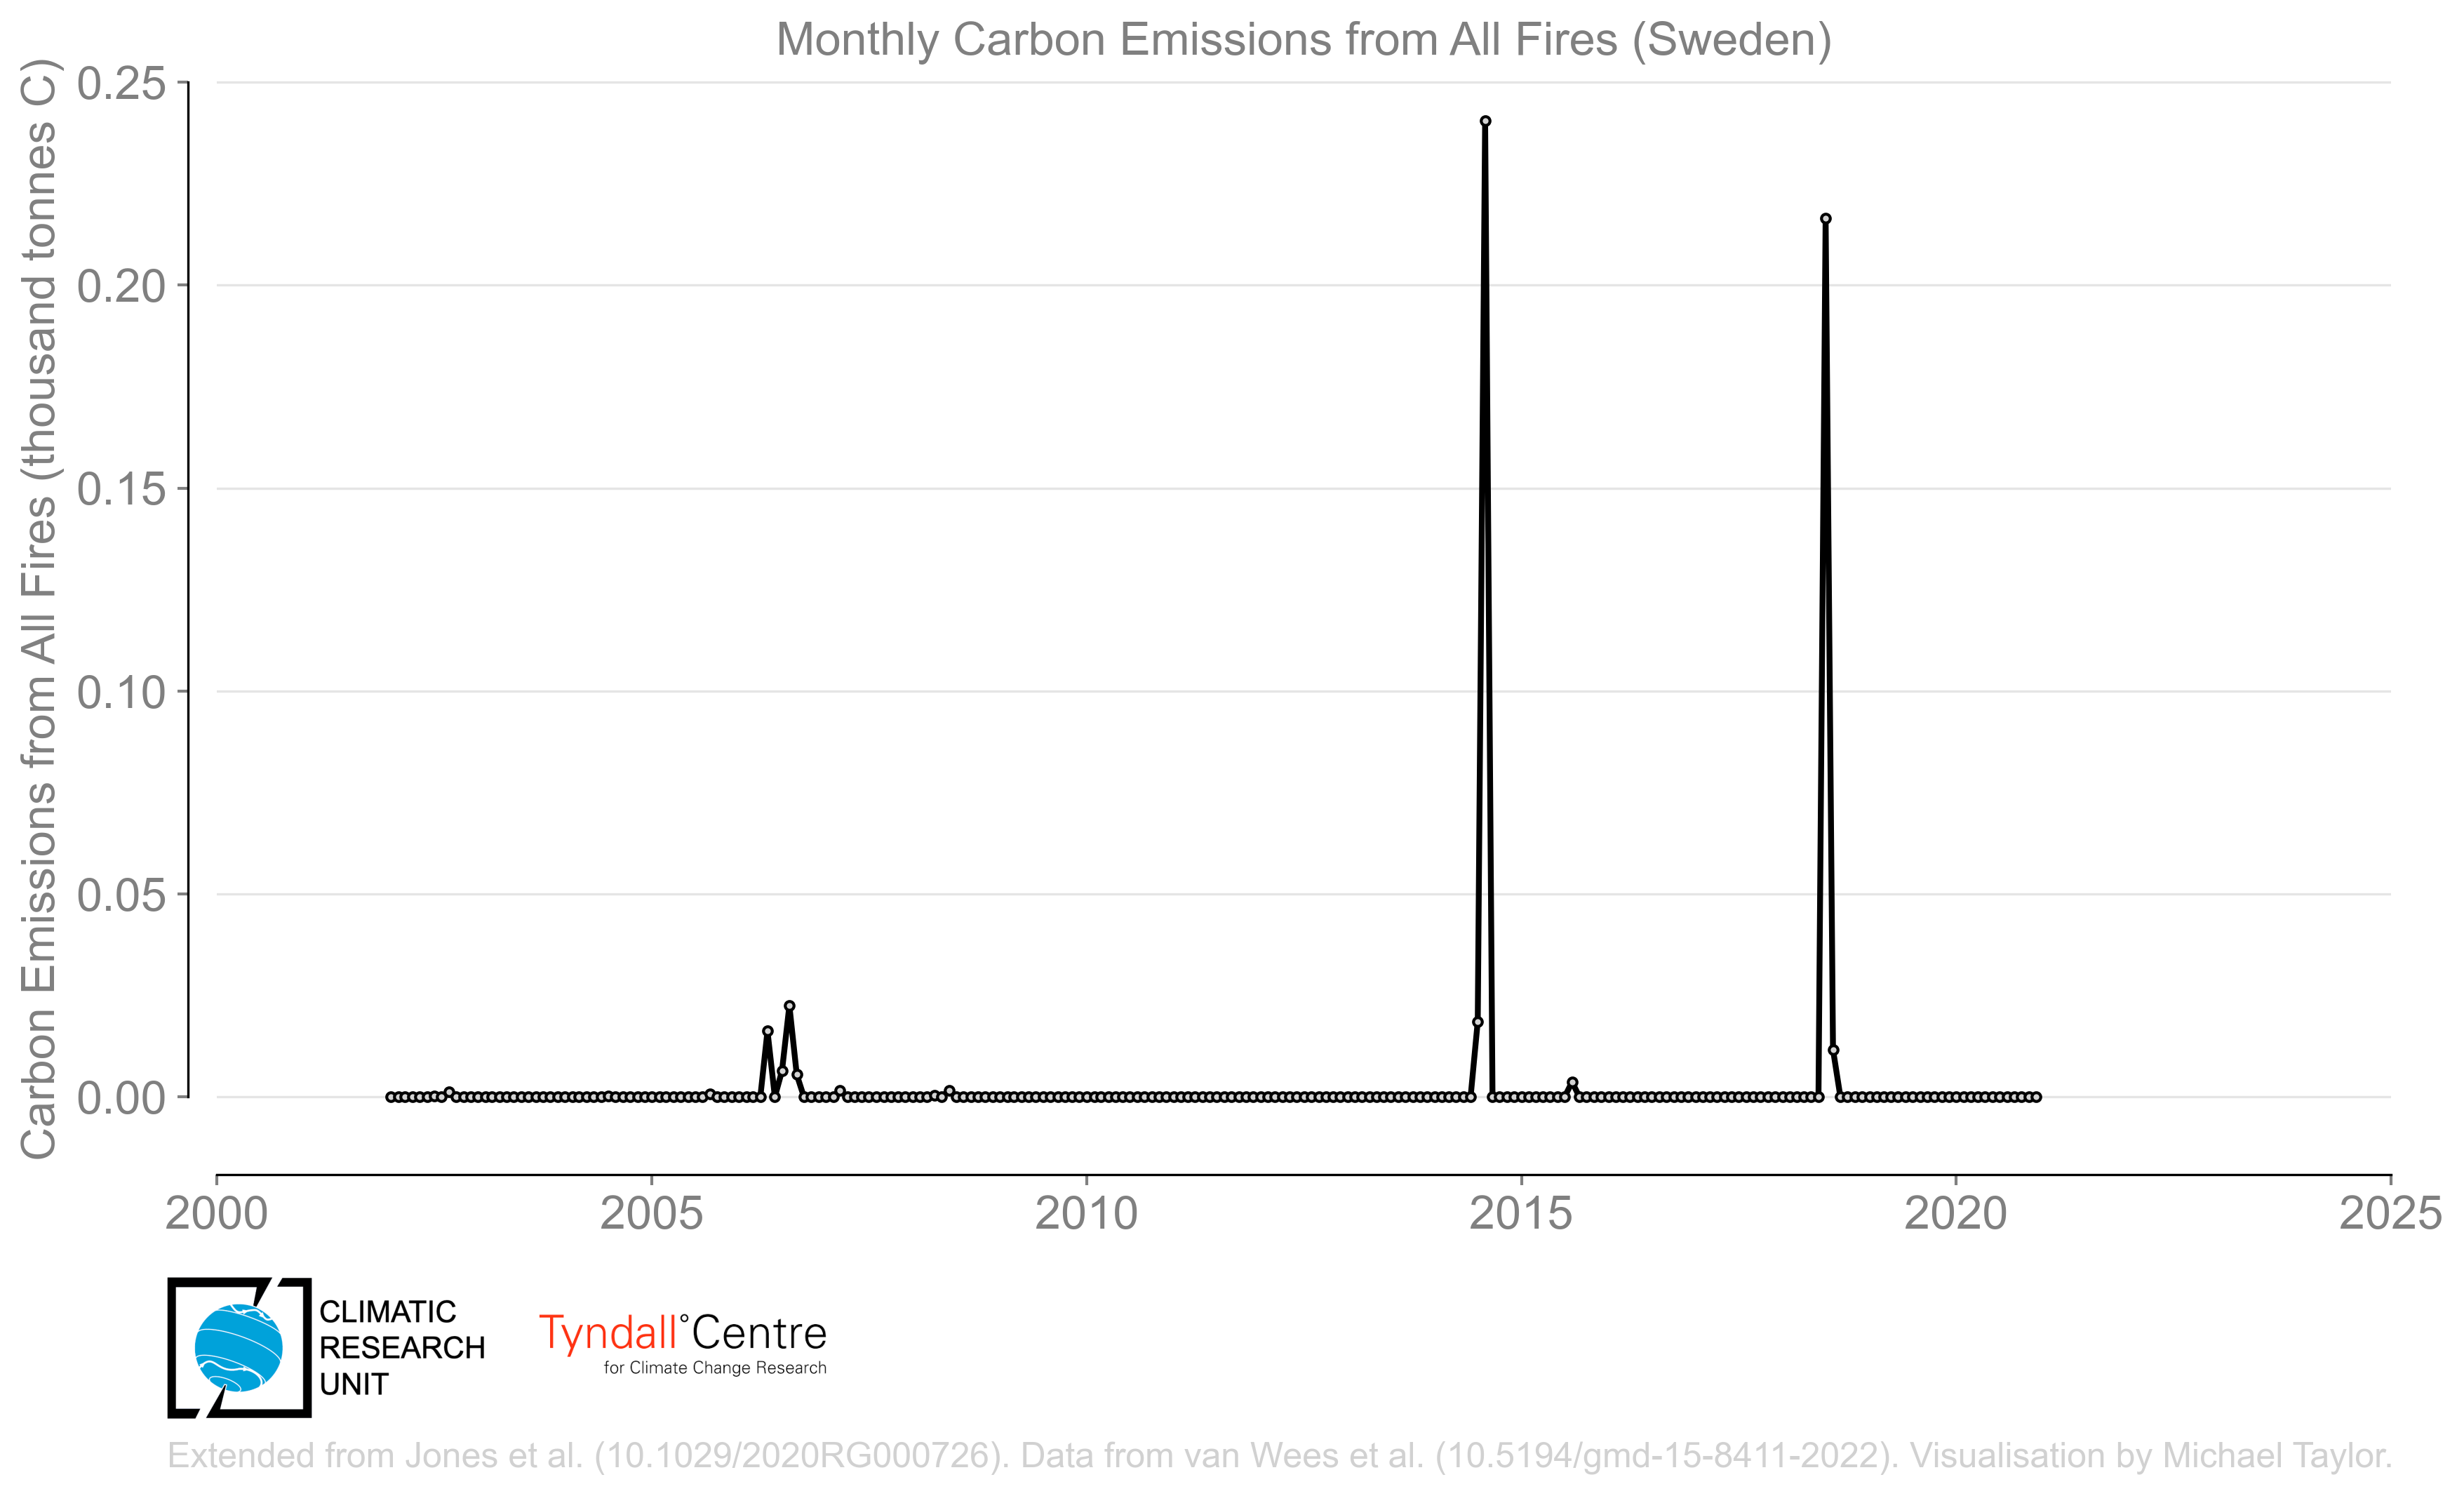 Monthly Carbon Emissions from All Fires (Sweden)
Carbon Emissions from All Fires (thousand tonnes C)
0.25
0.20
0.15
0.10
0.05
0.00
2000 2005 2010 2015 2020 2025
CLIMATIC
RESEARCH
UNIT
Tyndall°Centre
for Climate Change Research
Extended from Jones et al. (10.1029/2020RG000726). Data from van Wees et al. (10.5194/gmd-15-8411-2022). Visualisation by Michael Taylor.